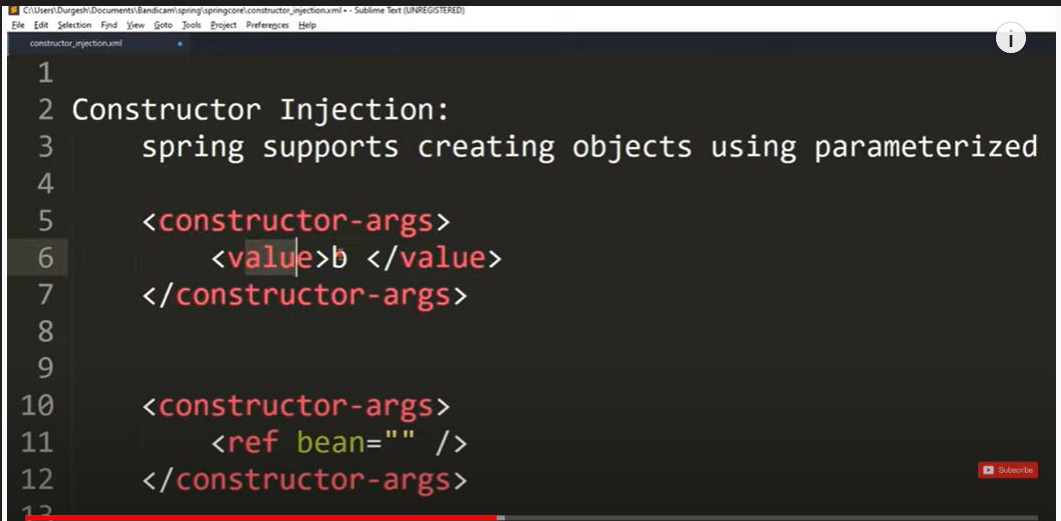 C:\Users\Durgesh\Documents\Bandicam\spring\springcore\constructor_injection.xml • - Sublime Text (UNREGISTERED)
File Edit Selection Find View Goto Tools Project Preferences Help
constructor_injection.xml
i
1
2 Constructor Injection:
3 spring supports creating objects using parameterized
4
5 <constructor-args>
6 <value>b </value>
7 </constructor-args>
8
9
10 <constructor-args>
11 <ref bean="" />
12 </constructor-args>
13
Subscribe